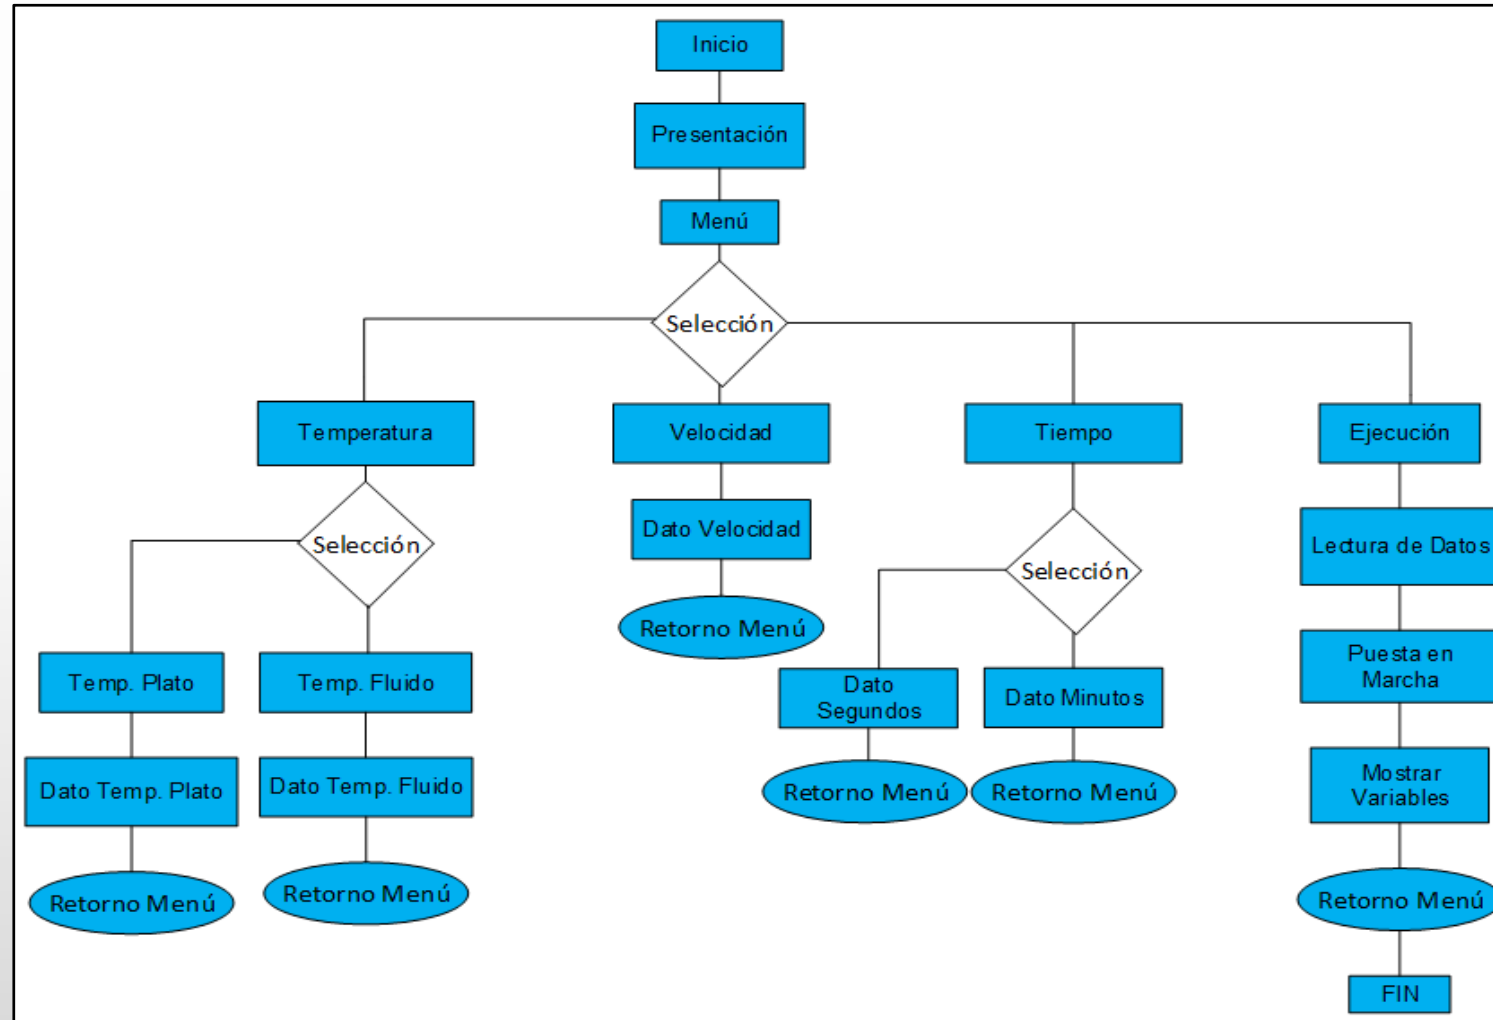 Inicio
Presentación
Menú
Selección
Temperatura
Velocidad
Tiempo
Ejecución
Selección
Dato Velocidad
Selección
Lectura de Datos
Retorno Menú
Temp. Plato
Temp. Fluido
Dato
Segundos
Dato Minutos
Puesta en
Marcha
Dato Temp. Plato
Dato Temp. Fluido
Retorno Menú
Retorno Menú
Mostrar
Variables
Retorno Menú
Retorno Menú
Retorno Menú
FIN